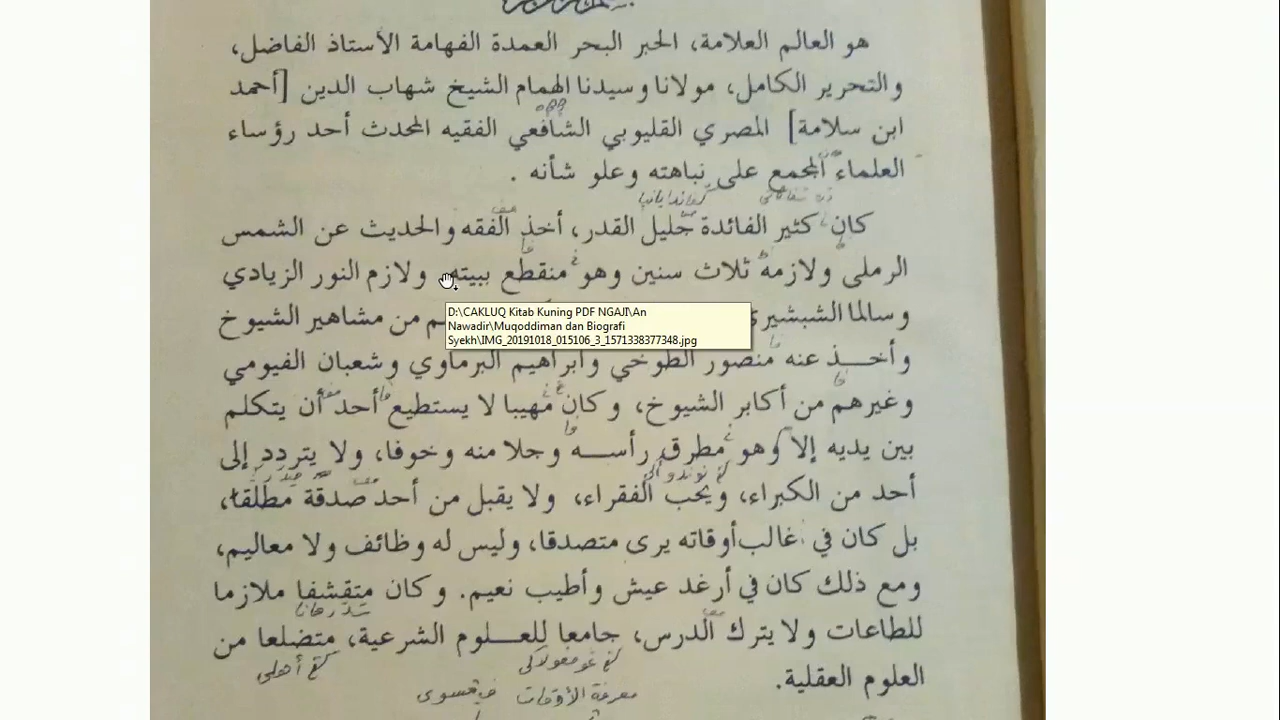 هو العالم العلامة، الحبر البحر العمدة الفهامة الأستاذ الفاضل،
والتحرير الكامل، مولانا وسيدنا الهمام الشيخ شهاب الدين [أحمد
ابن سلامة] المصري القليوبي الشافعي الفقيه المحدث أحد رؤساء
العلماء المجمع على نباهته وعلو شأنه .
كان كثير الفائدة جليل القدر، أخذ الفقه والحديث عن الشمس
الرملى ولازمه ثلاث سنين وهو منقطع ببيته، ولازم النور الزيادي
وسالما الشبشيري م من مشاهير الشيوخ
D:\CAKLUQ Kitab Kuning PDF NGAJI\An
Nawadir\Muqoddiman dan Biografi
Syekh\IMG_20191018_015106_3_1571338377348.jpg
وأخذ عنه منصور الطوخي وابراهيم البرماوي وشعبان الفيومي
وغيرهم من أكابر الشيوخ، وكان مهيبا لا يستطيع أحد أن يتكلم
بين يديه إلا وهو مطرق رأسه وجلا منه وخوفا، ولا يتردد إلى
أحد من الكبراء، ويحب الفقراء، ولا يقبل من أحد صدقة مطلقا،
بل كان في غالب أوقاته يرى متصدقا، وليس له وظائف ولا معاليم،
ومع ذلك كان في أرغد عيش وأطيب نعيم. وكان متقشفا ملازما
للطاعات ولا يترك الدرس، جامعا للعلوم الشرعية، متضلعا من
العلوم العقلية.
معرفة الأوقات